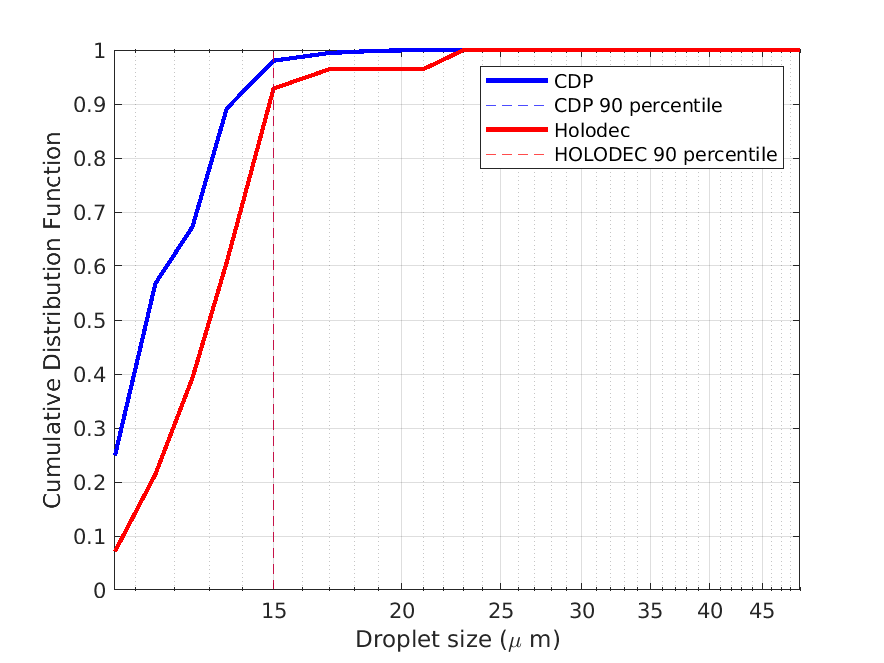 1
0.9
0.8
0.7
0.6
0.5
0.4
0.3
0.2
0.1
0
Cumulative Distribution Function
CDP
CDP 90 percentile
Holodec
HOLODEC 90 percentile
15 20 25 30 35 40 45
Droplet size (μ m)